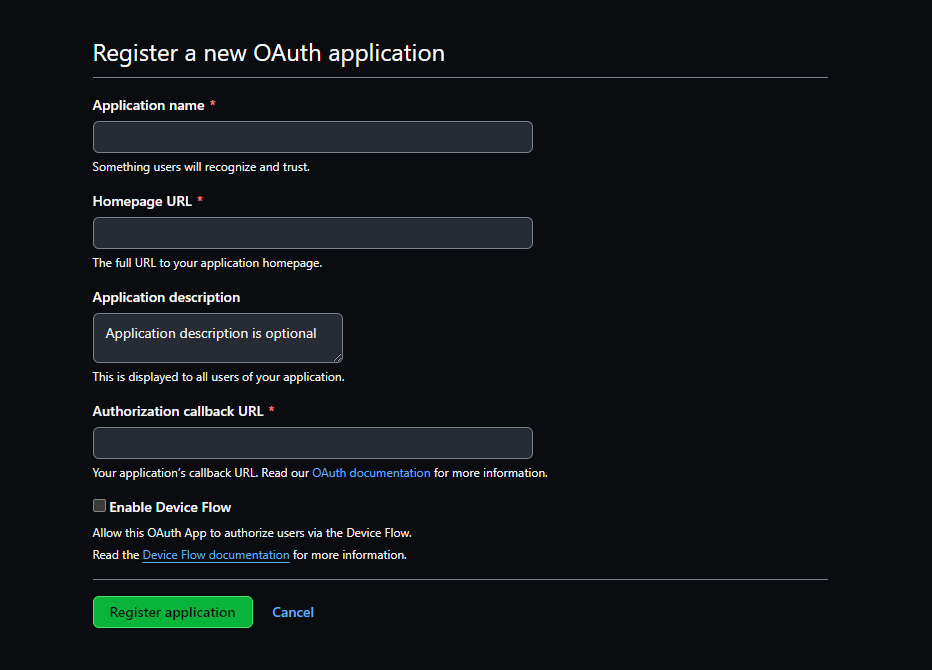 Register a new OAuth application
Application name *
Something users will recognize and trust.
Homepage URL *
The full URL to your application homepage.
Application description
Application description is optional
This is displayed to all users of your application.
Authorization callback URL *
Your application’s callback URL. Read our OAuth documentation for more information.
Enable Device Flow
Allow this OAuth App to authorize users via the Device Flow.
Read the Device Flow documentation for more information.
Register application Cancel